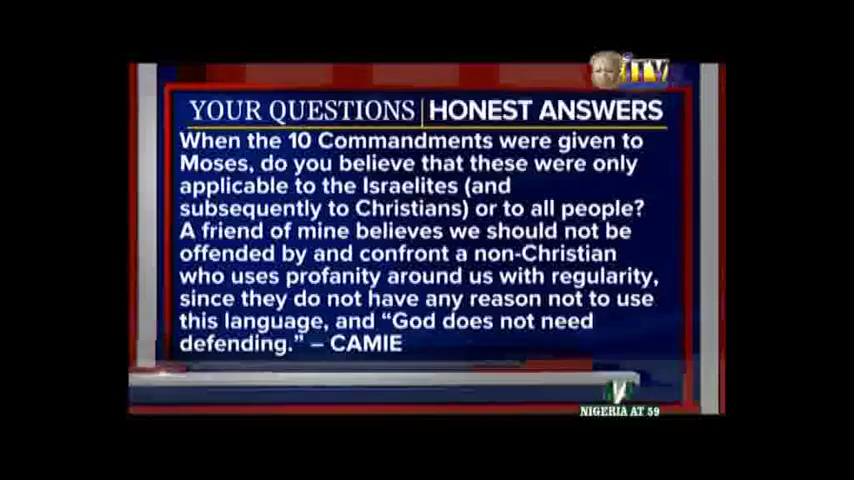 iTV
YOUR QUESTIONS | HONEST ANSWERS
When the 10 Commandments were given to
Moses, do you believe that these were only
applicable to the Israelites (and
subsequently to Christians) or to all people?
A friend of mine believes we should not be
offended by and confront a non-Christian
who uses profanity around us with regularity,
since they do not have any reason not to use
this language, and “God does not need
defending.” – CAMIE
NIGERIA AT 59